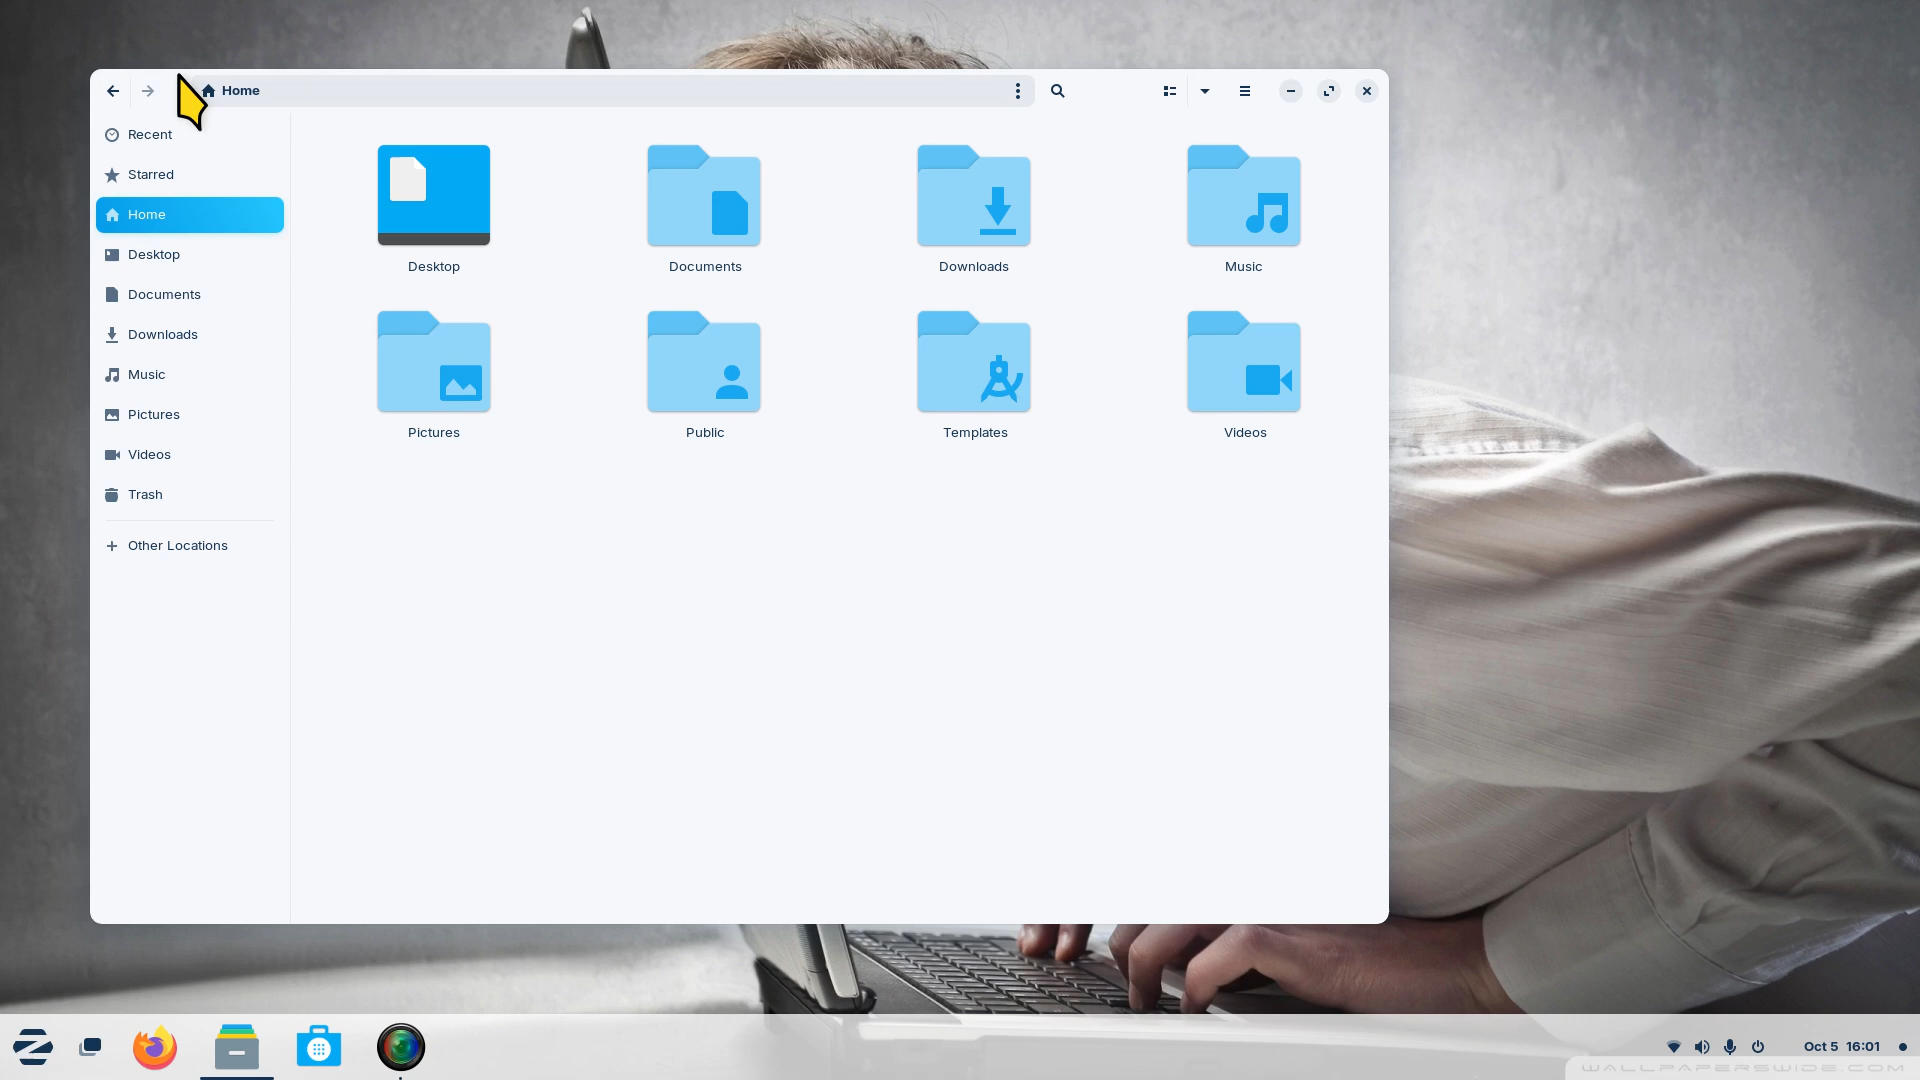 Home
Recent
Starred
Home
Desktop
Documents
Downloads
Music
Pictures
Videos
Trash
Other Locations
Desktop
Documents
Downloads
Music
Pictures
Public
Templates
Videos
Oct 5 16:01
WALLPAPERSWIDE.COM